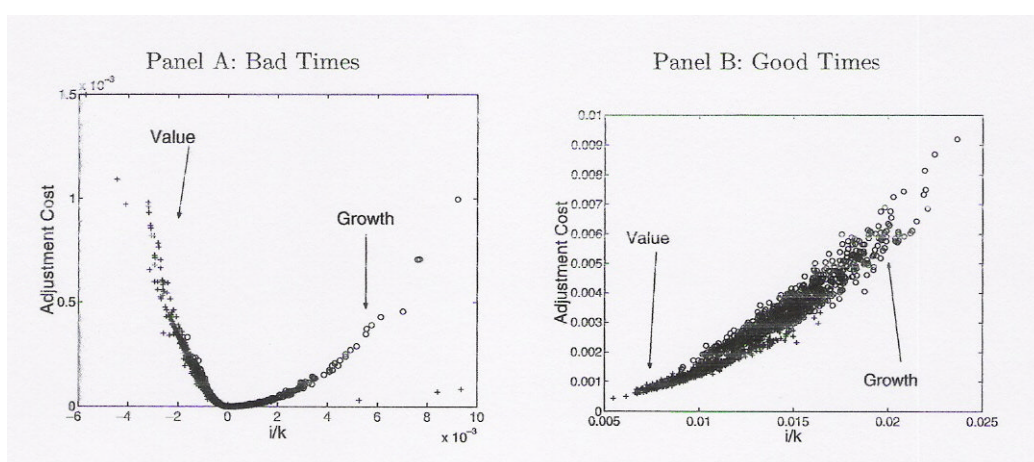 Panel A: Bad Times
1.5 x 10⁻³
1
0.5
0
Adjustment Cost
Value
Growth
-6 -4 -2 0 2 4 6 8 10
i/k
x 10⁻³
Panel B: Good Times
0.01
0.009
0.008
0.007
0.006
0.005
0.004
0.003
0.002
0.001
0
Adjustment Cost
Value
Growth
0.005 0.01 0.015 0.02 0.025
i/k